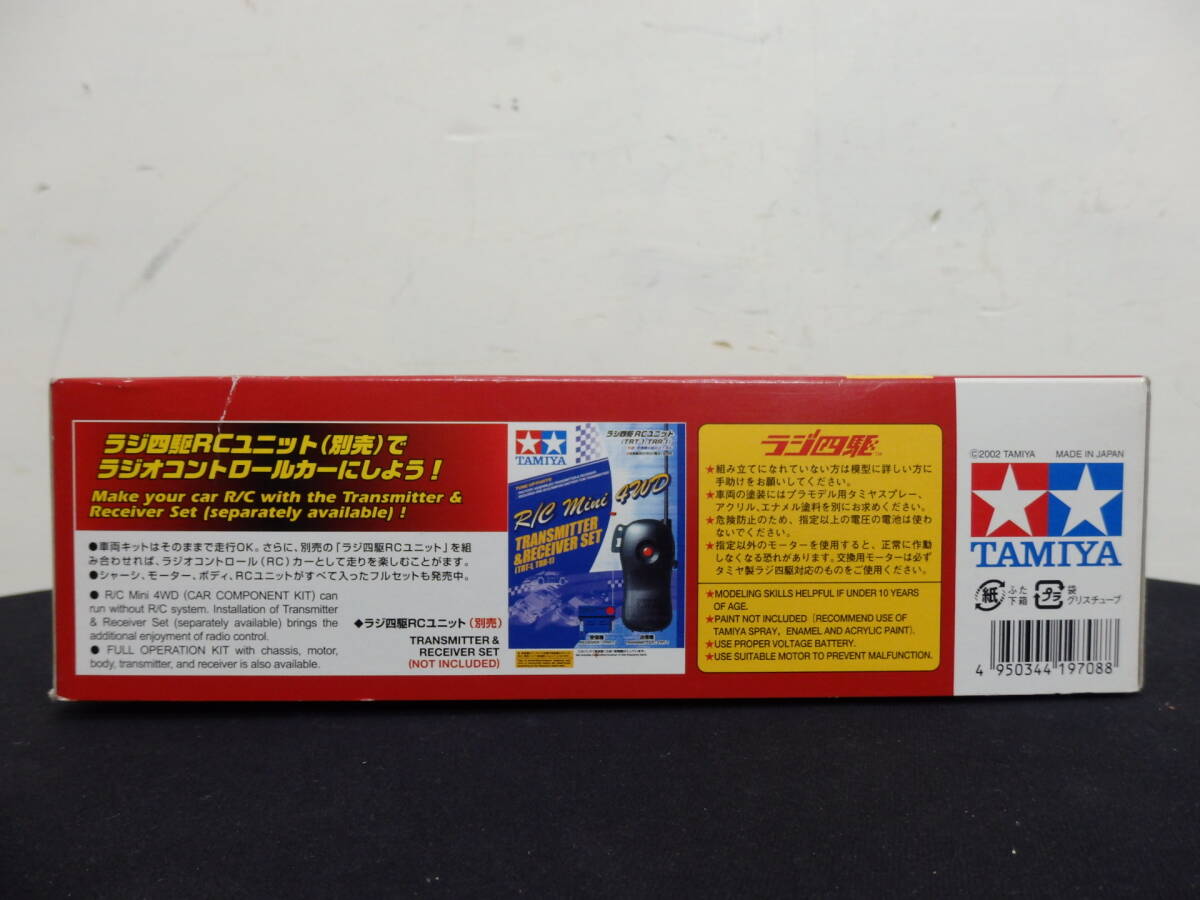 ラジ四駆RCユニット(別売)で
ラジオコントロールカーにしよう!
Make your car R/C with the Transmitter &
Receiver Set (separately available) !
●車両キットはそのままで走行OK。さらに、別売の「ラジ四駆RCユニット」を組
み合わせれば、ラジオコントロール(RC)カーとして走りを楽しむことがます。
●シャーシ、モーター、ボディ、RCユニットがすべて入ったフルセットも発売中。
● R/C Mini 4WD (CAR COMPONENT KIT) can
run without R/C system. Installation of Transmitter
& Receiver Set (separately available) brings the
additional enjoyment of radio control.
● FULL OPERATION KIT with chassis, motor,
body, transmitter, and receiver is also available.
◆ラジ四駆RCユニット(別売)
TRANSMITTER &
RECEIVER SET
(NOT INCLUDED)
TAMIYA
ラジ四駆RCユニット
(TRT-1, TRR-1)
R/C Mini 4WD
TRANSMITTER
& RECEIVER SET
(TRT-1, TRR-1)
ラジ四駆
★組み立てになれていない方は模型に詳しい方に
手助けをお願いしてください。
★車両の塗装にはプラモデル用タミヤスプレー、
アクリル、エナメル塗料を別にお求めください。
★危険防止のため、指定以上の電圧の電池は使わ
ないでください。
★指定以外のモーターを使用すると、正常に作動
しなくなる恐れがあります。交換用モーターは必ず
タミヤ製ラジ四駆対応のものをご使用ください。
★MODELING SKILLS HELPFUL IF UNDER 10 YEARS
OF AGE.
★PAINT NOT INCLUDED (RECOMMEND USE OF
TAMIYA SPRAY, ENAMEL AND ACRYLIC PAINT).
★USE PROPER VOLTAGE BATTERY.
★USE SUITABLE MOTOR TO PREVENT MALFUNCTION.
©2002 TAMIYA MADE IN JAPAN
TAMIYA
紙 ふた 下箱 プラ 袋 グリスチューブ
4 950344 197088